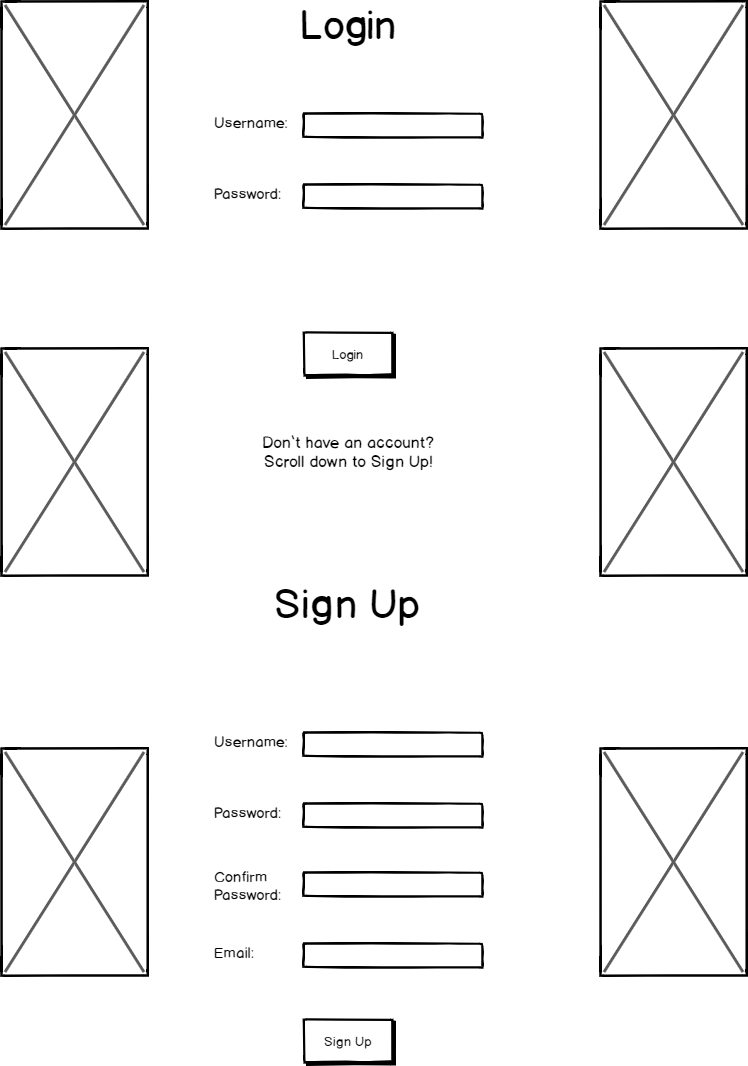 Login
Username:
Password:
Login
Don't have an account?
Scroll down to Sign Up!
Sign Up
Username:
Password:
Confirm
Password:
Email:
Sign Up